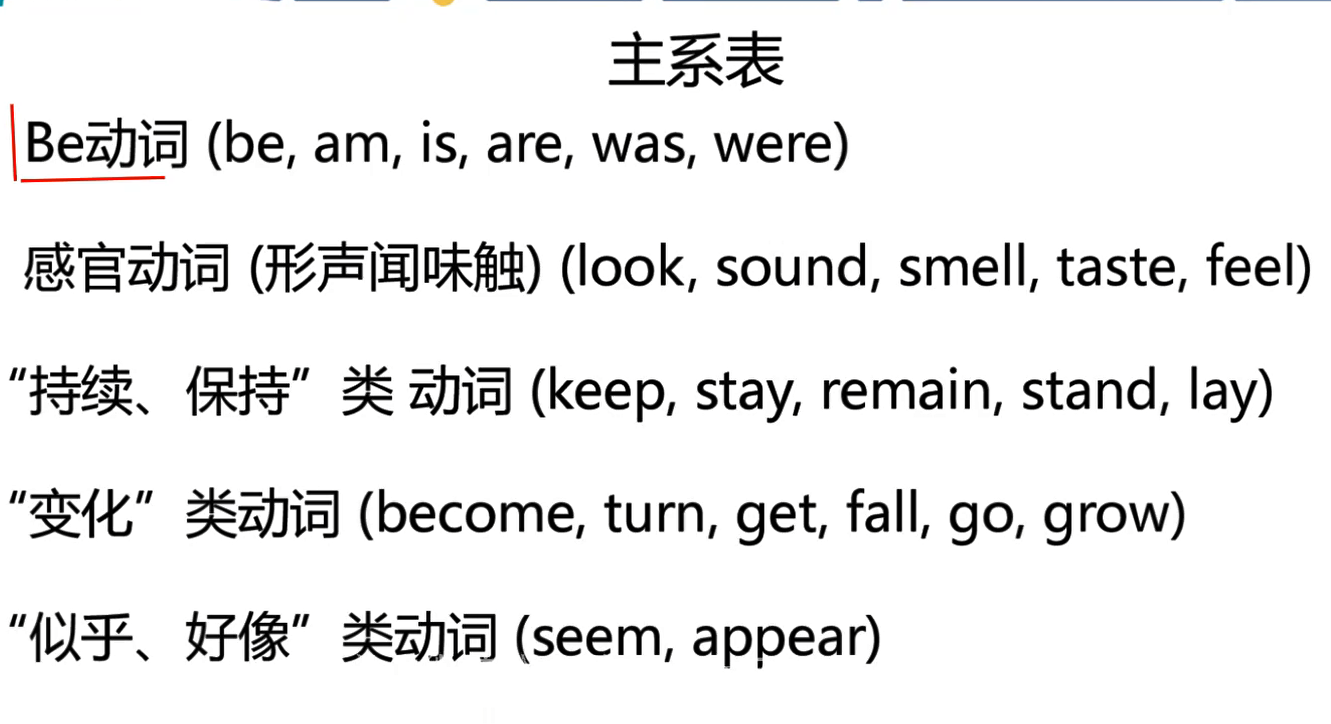 主系表
Be动词 (be, am, is, are, was, were)
感官动词 (形声闻味触) (look, sound, smell, taste, feel)
“持续、保持”类 动词 (keep, stay, remain, stand, lay)
“变化”类动词 (become, turn, get, fall, go, grow)
“似乎、好像”类动词 (seem, appear)